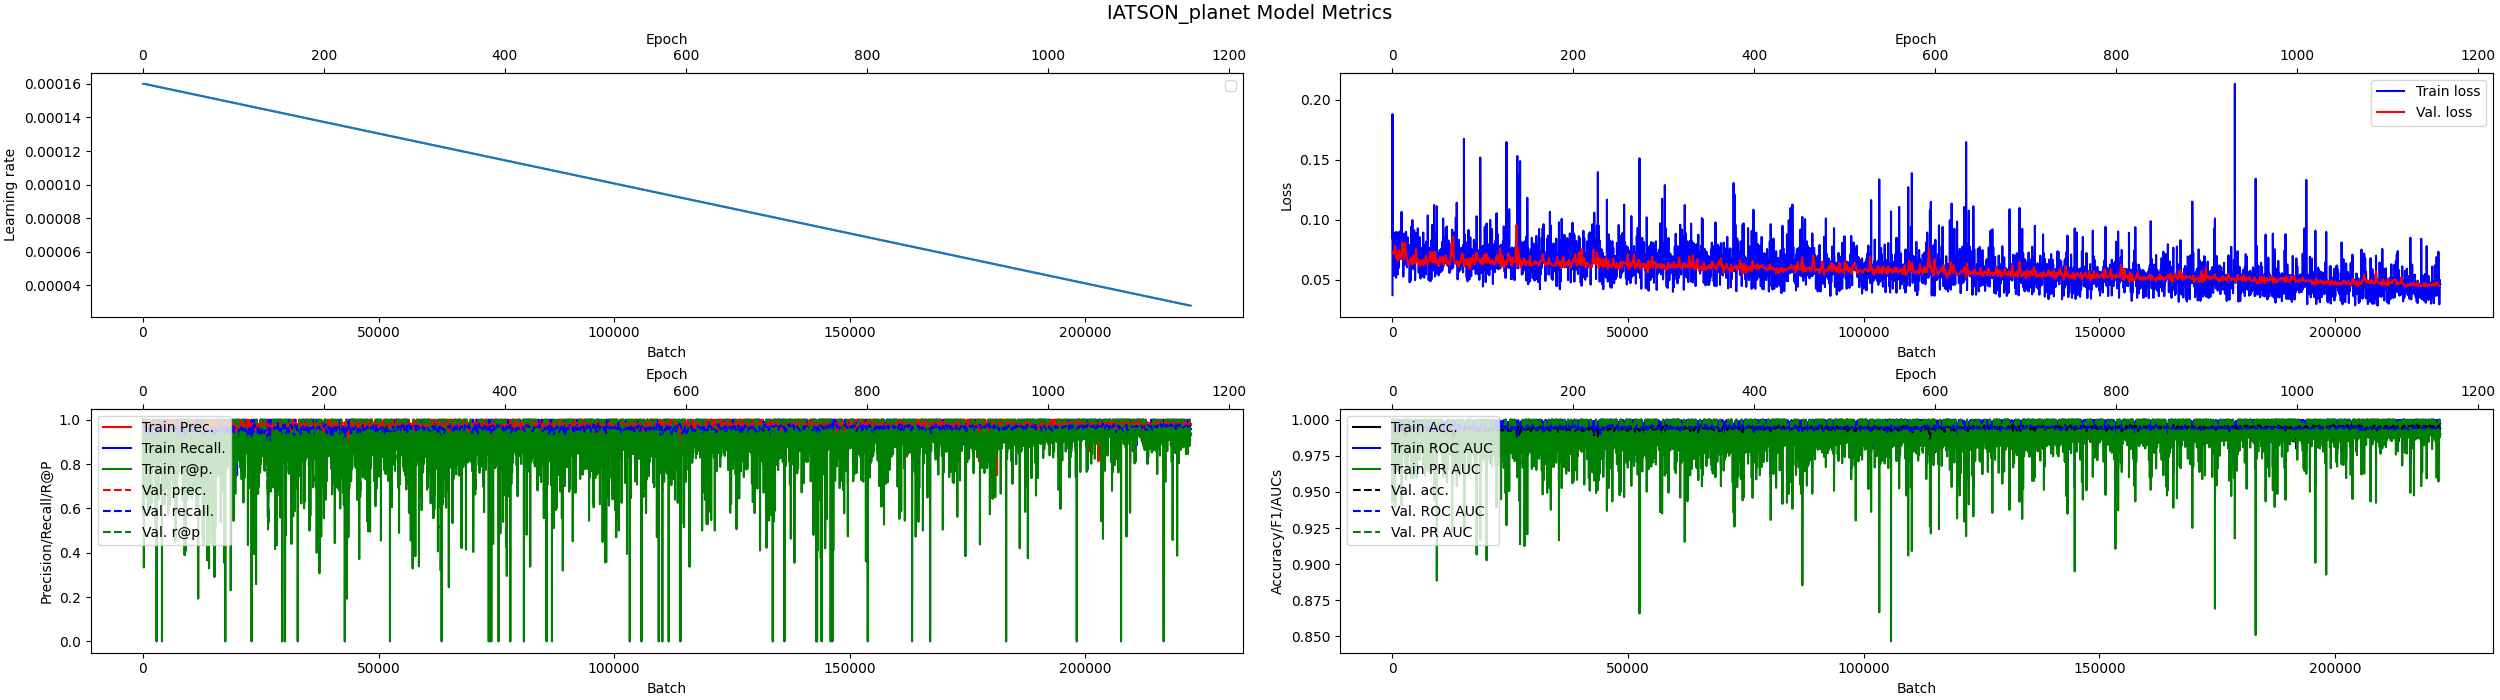 IATSON_planet Model Metrics
Epoch
0 200 400 600 800 1000 1200
0.00016
0.00014
0.00012
0.00010
0.00008
0.00006
0.00004
Learning rate
0 50000 100000 150000 200000
Batch
Epoch
0 200 400 600 800 1000 1200
0.20
0.15
0.10
0.05
Loss
Train loss
Val. loss
0 50000 100000 150000 200000
Batch
Epoch
0 200 400 600 800 1000 1200
1.0
0.8
0.6
0.4
0.2
0.0
Precision/Recall/R@P
Train Prec.
Train Recall.
Train r@p.
Val. prec.
Val. recall.
Val. r@p
0 50000 100000 150000 200000
Batch
Epoch
0 200 400 600 800 1000 1200
1.000
0.975
0.950
0.925
0.900
0.875
0.850
Accuracy/F1/AUCs
Train Acc.
Train ROC AUC
Train PR AUC
Val. acc.
Val. ROC AUC
Val. PR AUC
0 50000 100000 150000 200000
Batch